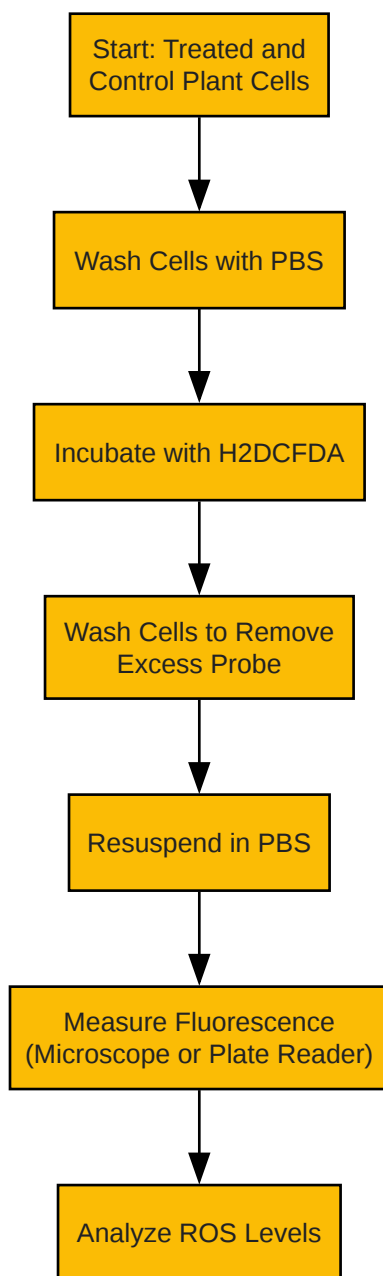 Start: Treated and
Control Plant Cells
Wash Cells with PBS
Incubate with H2DCFDA
Wash Cells to Remove
Excess Probe
Resuspend in PBS
Measure Fluorescence
(Microscope or Plate Reader)
Analyze ROS Levels